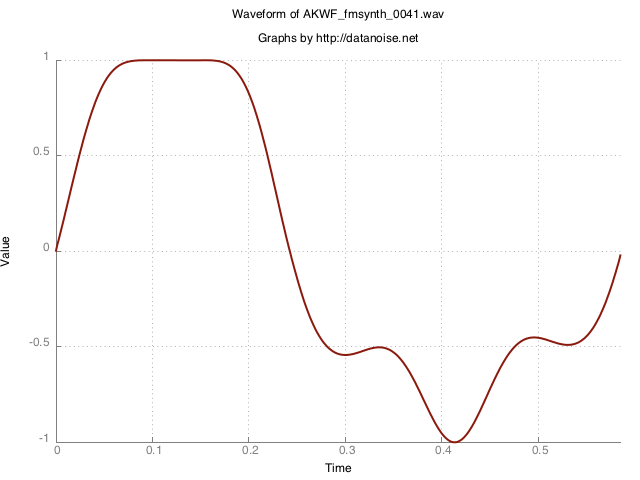 Waveform of AKWF_fmsynth_0041.wav
Graphs by http://datanoise.net
1
0.5
0
-0.5
-1
Value
0 0.1 0.2 0.3 0.4 0.5
Time